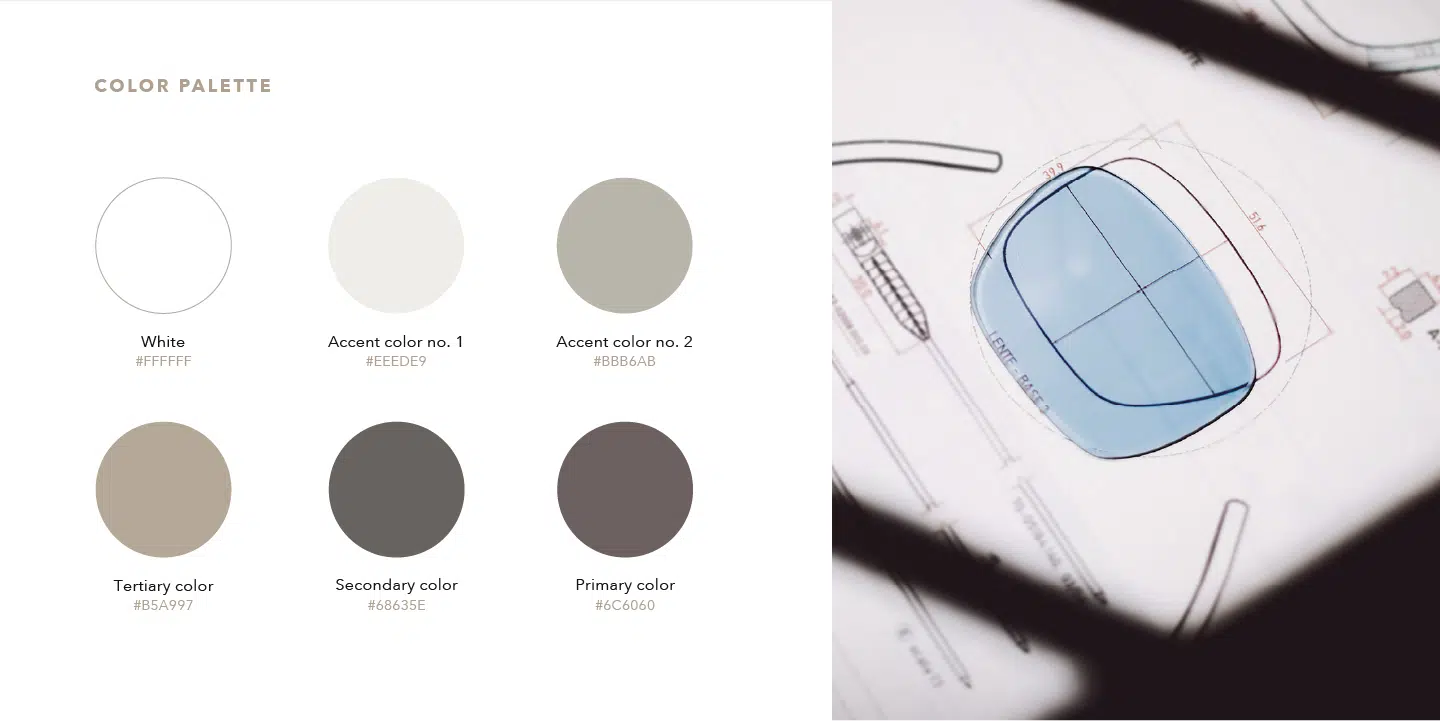 COLOR PALETTE
White
#FFFFFF
Accent color no. 1
#EEEDE9
Accent color no. 2
#BBB6AB
Tertiary color
#B5A997
Secondary color
#68635E
Primary color
#6C6060
39.9
51.6
LENTE - BASE 2